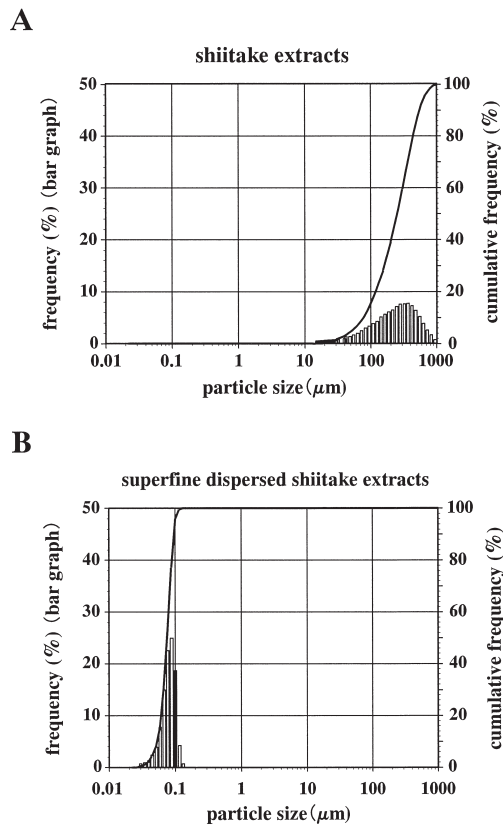 A
shiitake extracts
frequency (%) (bar graph)
50
40
30
20
10
0
100
80
60
40
20
0
cumulative frequency (%)
0.01 0.1 1 10 100 1000
particle size (μm)
B
superfine dispersed shiitake extracts
frequency (%) (bar graph)
50
40
30
20
10
0
100
80
60
40
20
0
cumulative frequency (%)
0.01 0.1 1 10 100 1000
particle size (μm)